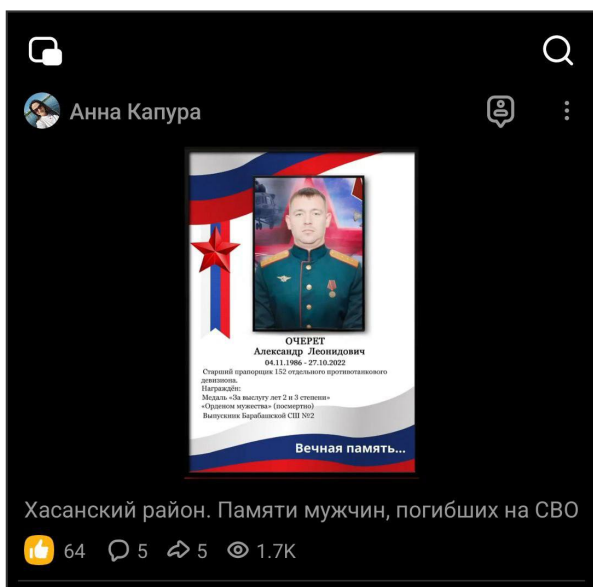 Анна Капура
ОЧЕРЕТ
Александр Леонидович
04.11.1986 - 27.10.2022
Старший прапорщик 152 отдельного противотанкового
дивизиона.
Награждён:
Медаль «За выслугу лет 2 и 3 степени»
«Орденом мужества» (посмертно)
Выпускник Барабашской СШ №2
Вечная память...
Хасанский район. Памяти мужчин, погибших на СВО
64 5 5 1.7K